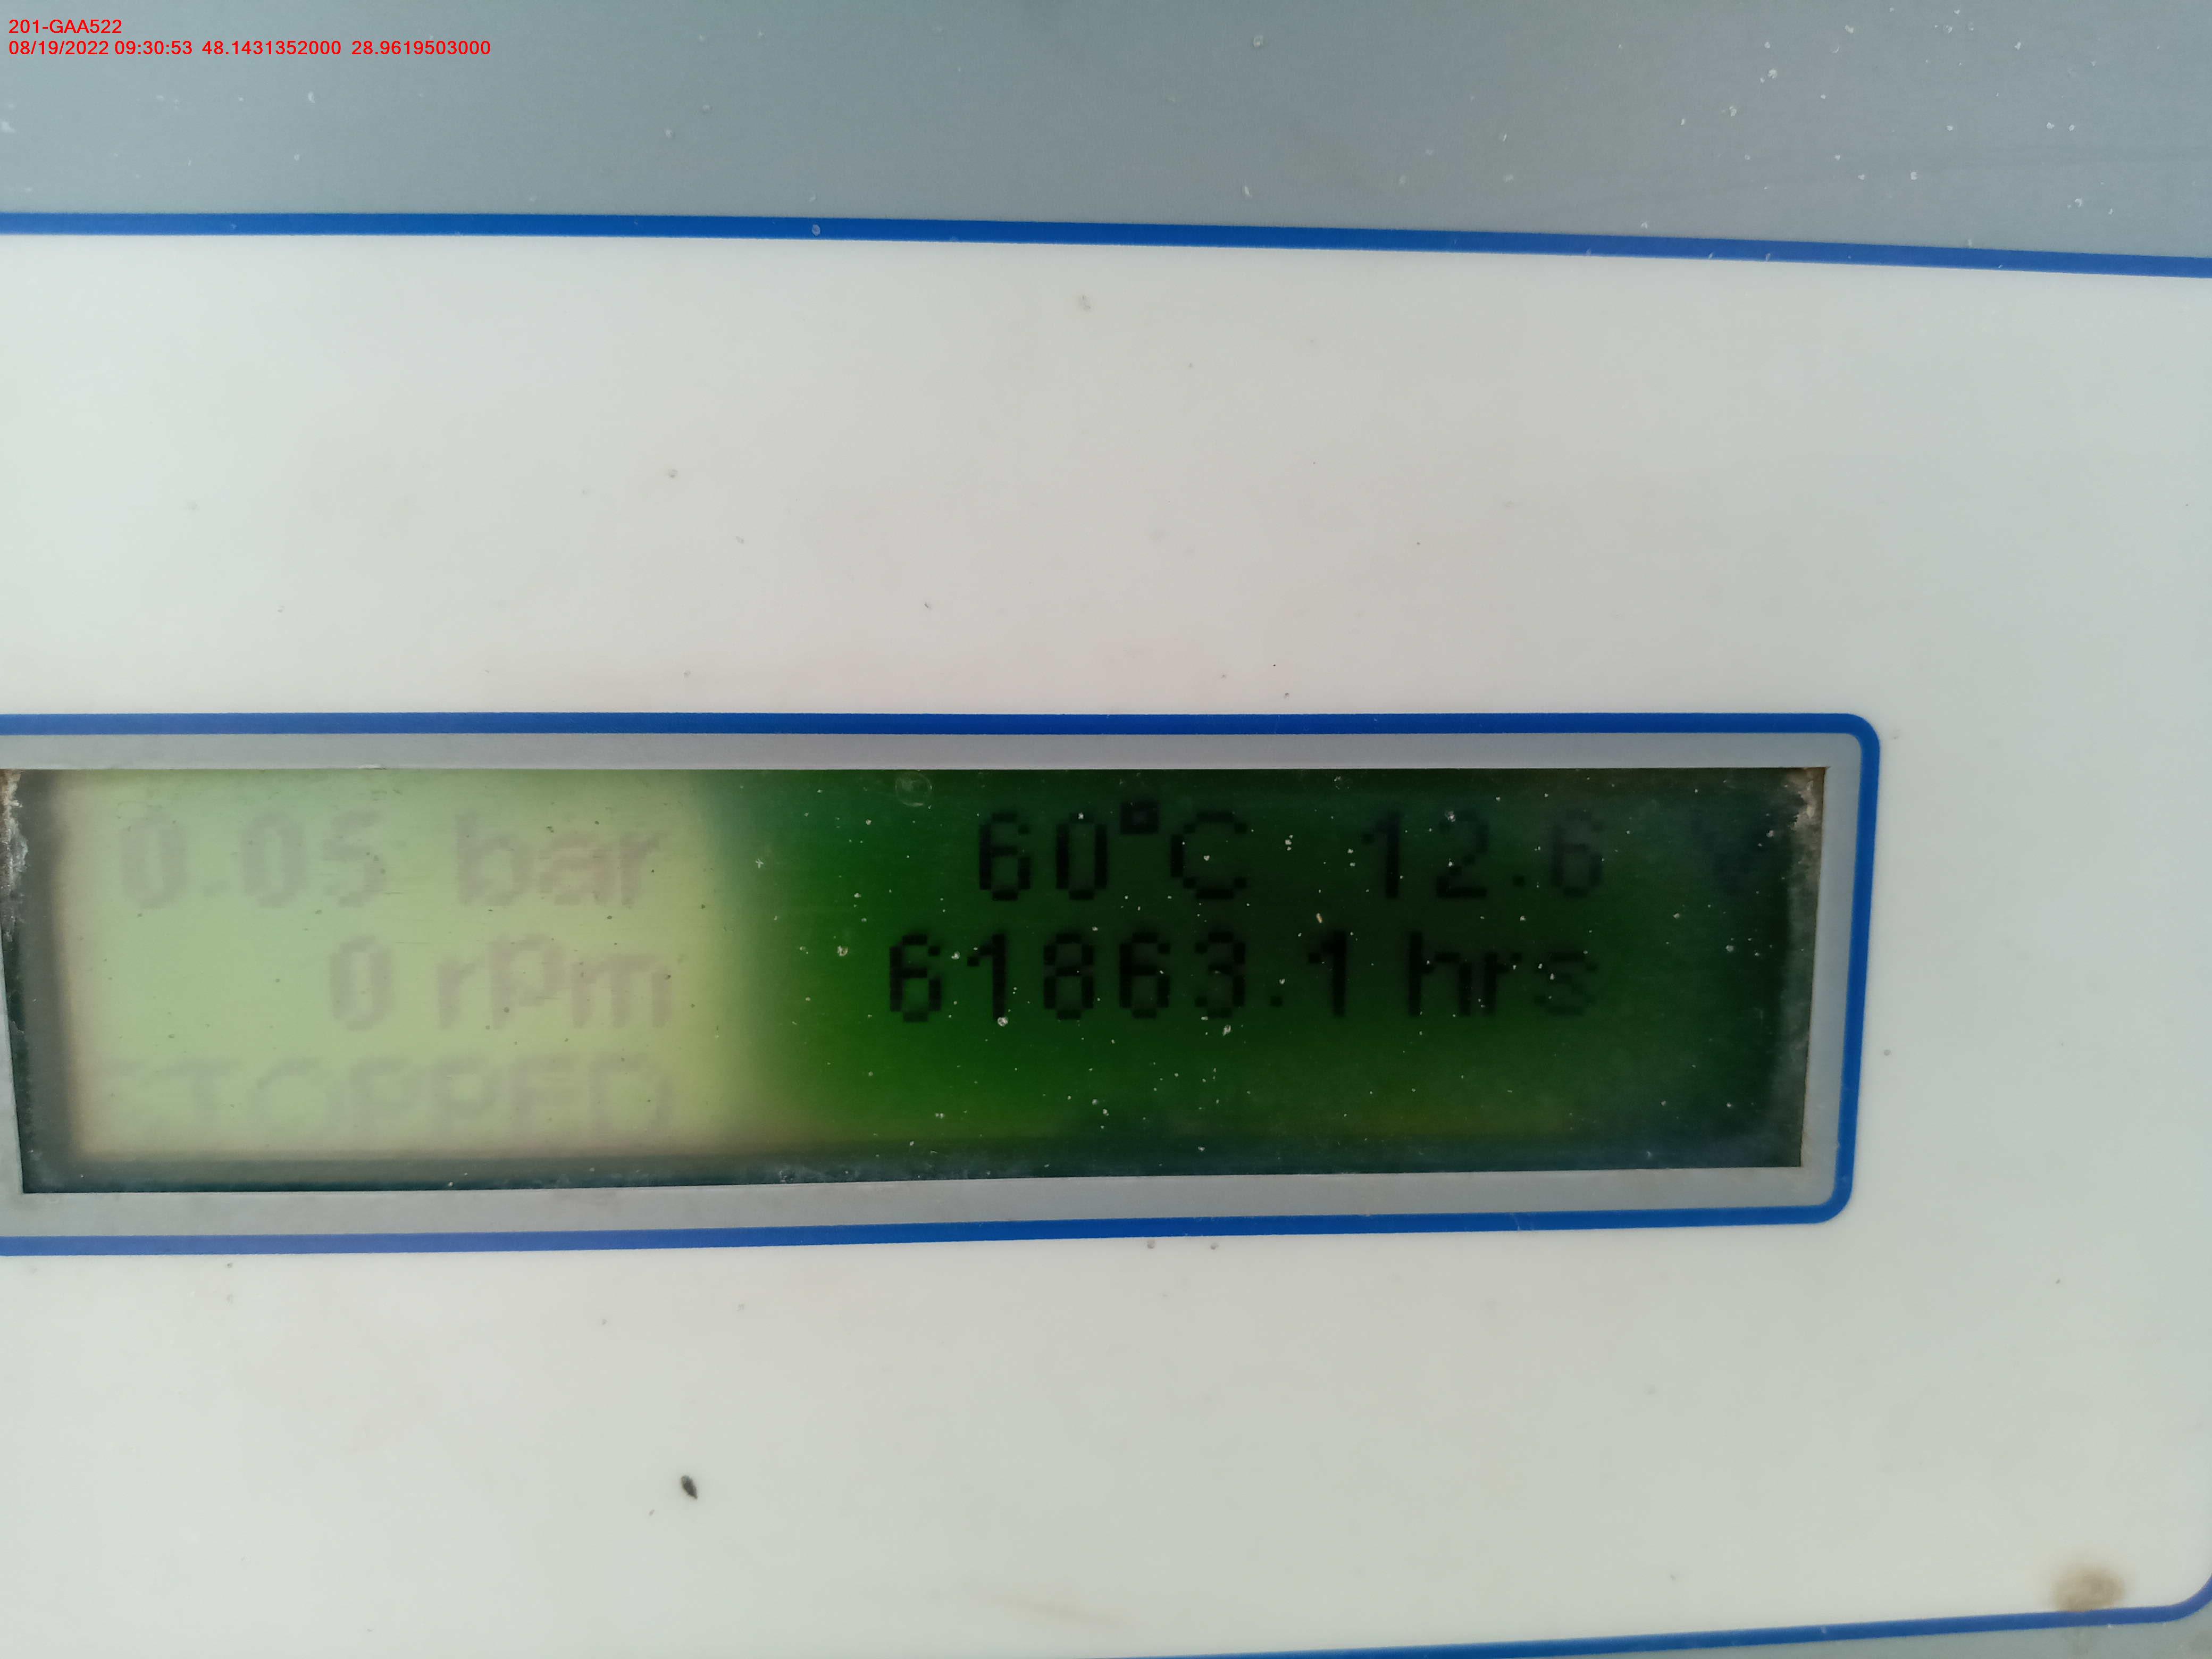 201-GAA522
08/19/2022 09:30:53 48.1431352000 28.9619503000
0.05 bar 60°C 12.6
0 rpm 61863.1 hrs
STOPPED